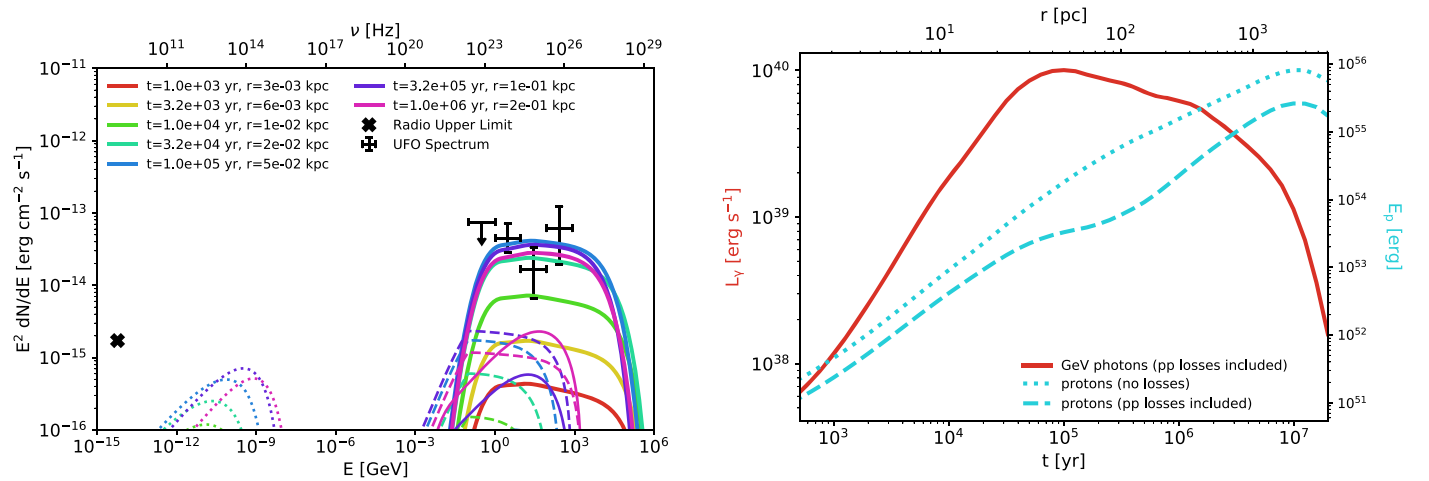 ν [Hz]
10^11 10^14 10^17 10^20 10^23 10^26 10^29
10^-11
10^-12
10^-13
10^-14
10^-15
10^-16
E^2 dN/dE [erg cm^-2 s^-1]
t=1.0e+03 yr, r=3e-03 kpc
t=3.2e+03 yr, r=6e-03 kpc
t=1.0e+04 yr, r=1e-02 kpc
t=3.2e+04 yr, r=2e-02 kpc
t=1.0e+05 yr, r=5e-02 kpc
t=3.2e+05 yr, r=1e-01 kpc
t=1.0e+06 yr, r=2e-01 kpc
Radio Upper Limit
UFO Spectrum
10^-15 10^-12 10^-9 10^-6 10^-3 10^0 10^3 10^6
E [GeV]
r [pc]
10^1 10^2 10^3
10^40
10^39
10^38
L_γ [erg s^-1]
10^56
10^55
10^54
10^53
10^52
10^51
E_p [erg]
GeV photons (pp losses included)
protons (no losses)
protons (pp losses included)
10^3 10^4 10^5 10^6 10^7
t [yr]